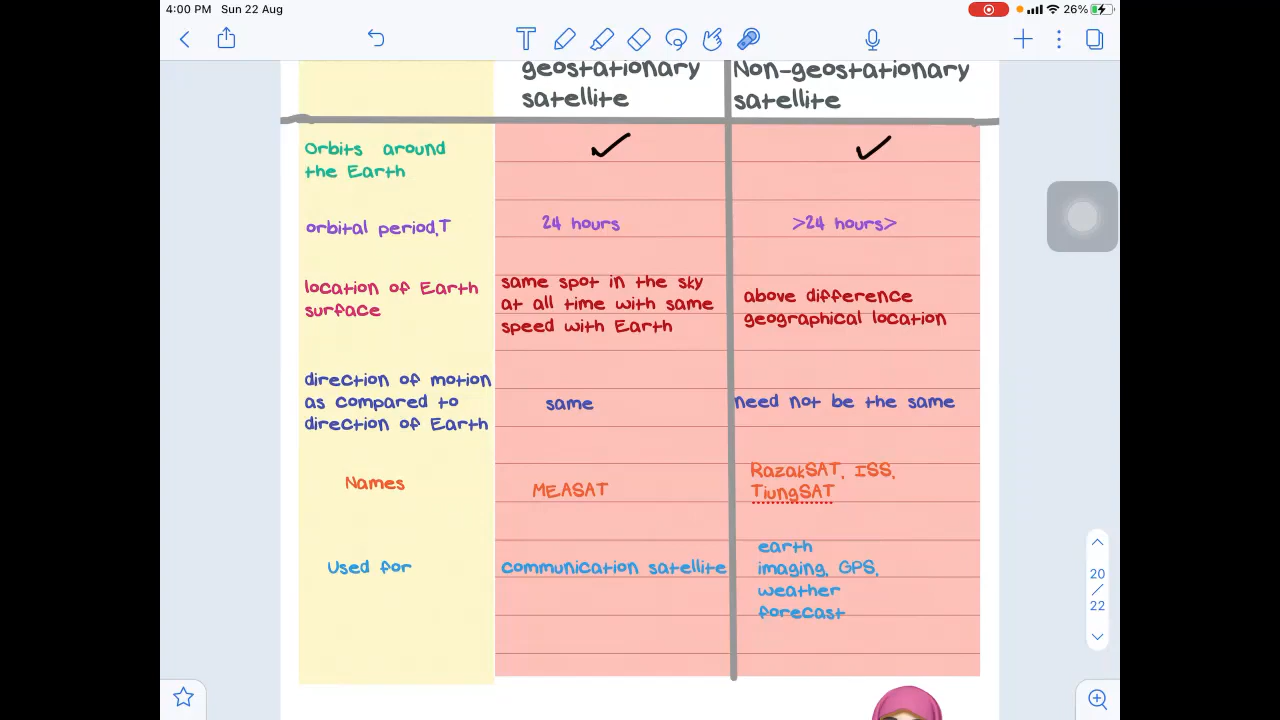 4:00 PM Sun 22 Aug
26%
geostationary
satellite
Non-geostationary
satellite
Orbits around
the Earth
orbital period,T
24 hours
>24 hours>
location of Earth
surface
same spot in the sky
at all time with same
speed with Earth
above difference
geographical location
direction of motion
as compared to
direction of Earth
same
need not be the same
Names
MEASAT
RazakSAT, ISS,
TiungSAT
Used for
communication satellite
earth
imaging, GPS,
weather
forecast
20
/
22